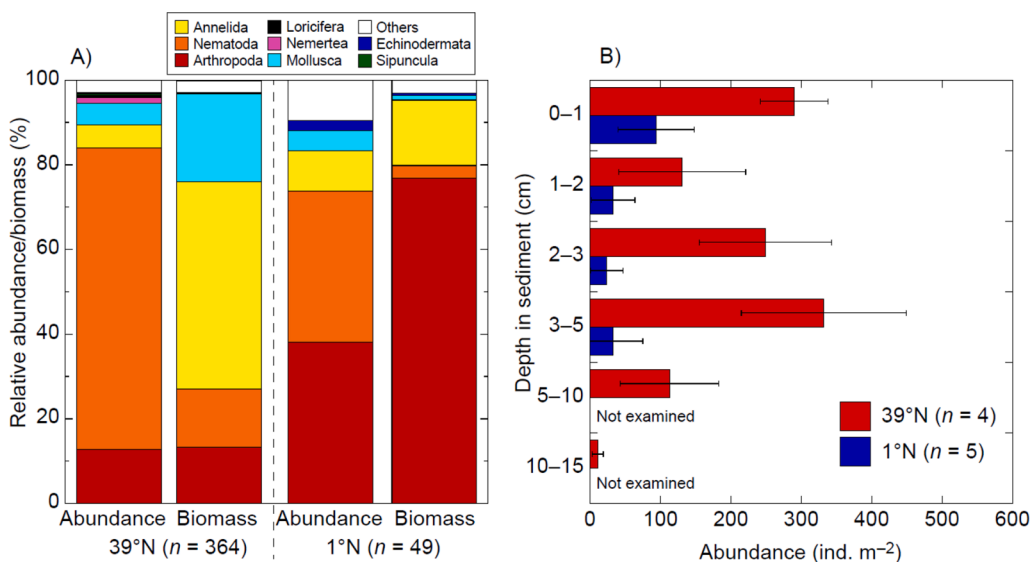 Annelida Loricifera Others
Nematoda Nemertea Echinodermata
Arthropoda Mollusca Sipuncula
A)
100
80
60
40
20
0
Relative abundance/biomass (%)
Abundance Biomass Abundance Biomass
39°N (n = 364) 1°N (n = 49)
B)
0–1
1–2
2–3
3–5
5–10
10–15
Depth in sediment (cm)
Not examined
Not examined
39°N (n = 4)
1°N (n = 5)
0 100 200 300 400 500 600
Abundance (ind. m–2)